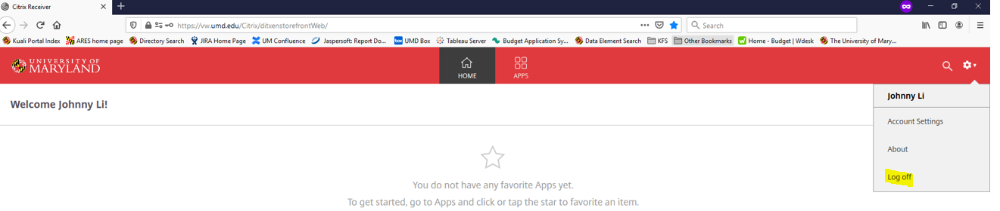 Citrix Receiver
https://vw.umd.edu/Citrix/ditxenstorefrontWeb/
Search
Kuali Portal Index ARES home page Directory Search JIRA Home Page UM Confluence Jaspersoft: Report Do... UMD Box Tableau Server Budget Application Sy... Data Element Search KFS Other Bookmarks Home - Budget | Wdesk The University of Mary...
UNIVERSITY OF
MARYLAND
HOME
APPS
Johnny Li
Welcome Johnny Li!
Account Settings
About
Log off
You do not have any favorite Apps yet.
To get started, go to Apps and click or tap the star to favorite an item.